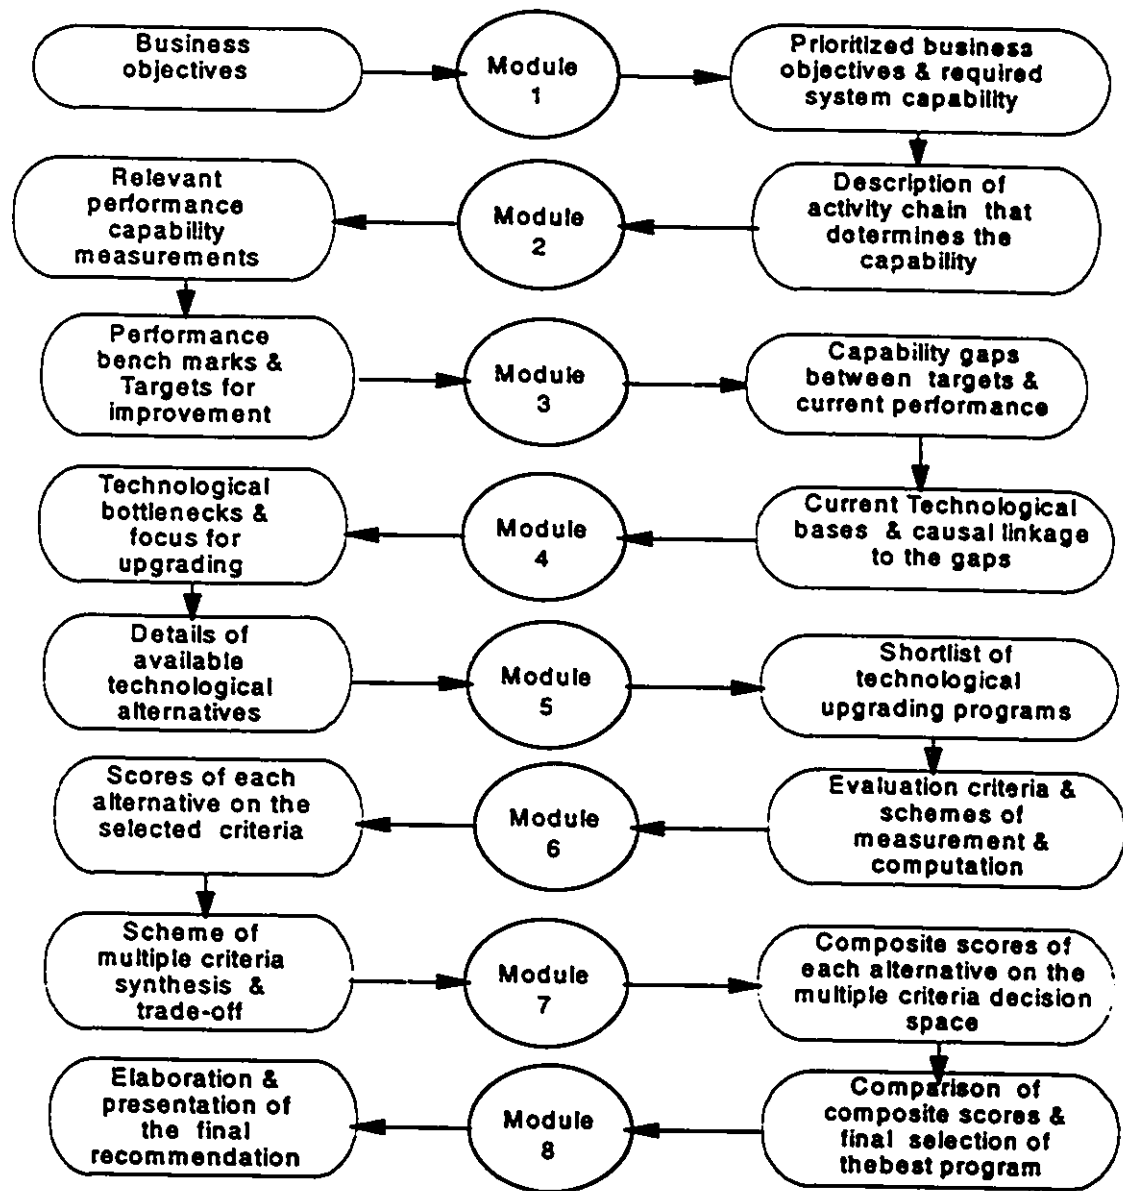 Business
objectives
Module
1
Prioritized business
objectives & required
system capability
Relevant
performance
capability
measurements
Module
2
Description of
activity chain that
determines the
capability
Performance
bench marks &
Targets for
improvement
Module
3
Capability gaps
between targets &
current performance
Technological
bottlenecks &
focus for
upgrading
Module
4
Current Technological
bases & causal linkage
to the gaps
Details of
available
technological
alternatives
Module
5
Shortlist of
technological
upgrading programs
Scores of each
alternative on the
selected criteria
Module
6
Evaluation criteria &
schemes of
measurement &
computation
Scheme of
multiple criteria
synthesis &
trade-off
Module
7
Composite scores of
each alternative on the
multiple criteria decision
space
Elaboration &
presentation of
the final
recommendation
Module
8
Comparison of
composite scores &
final selection of
thebest program